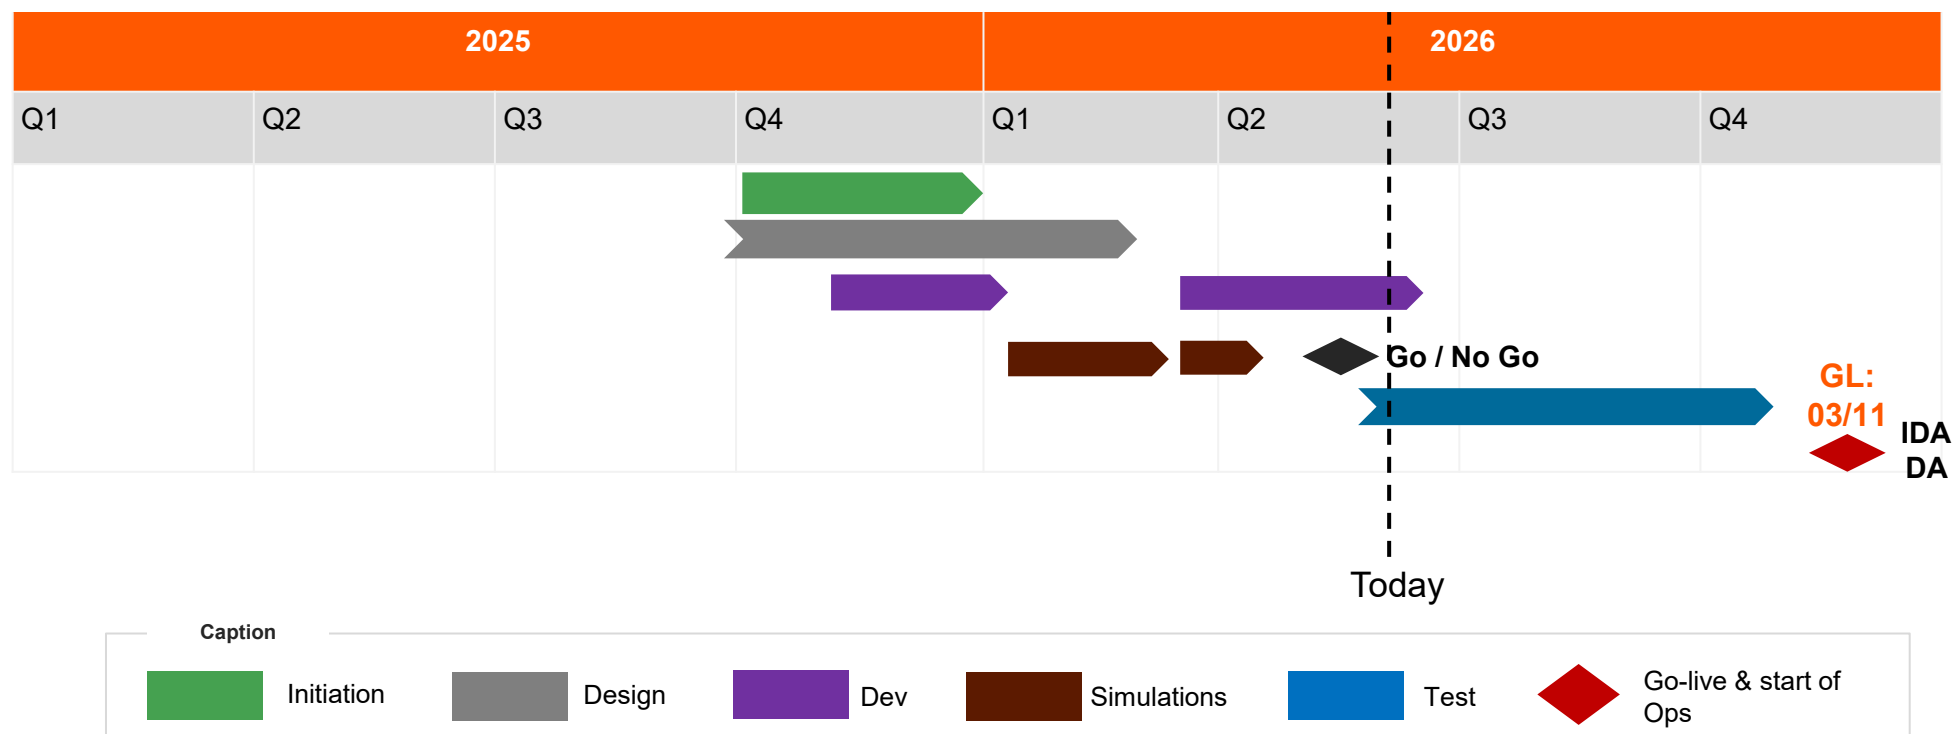 2025
2026
Q1
Q2
Q3
Q4
Q1
Q2
Q3
Q4
Go / No Go
GL:
03/11
IDA
DA
Today
Caption
Initiation
Design
Dev
Simulations
Test
Go-live & start of
Ops